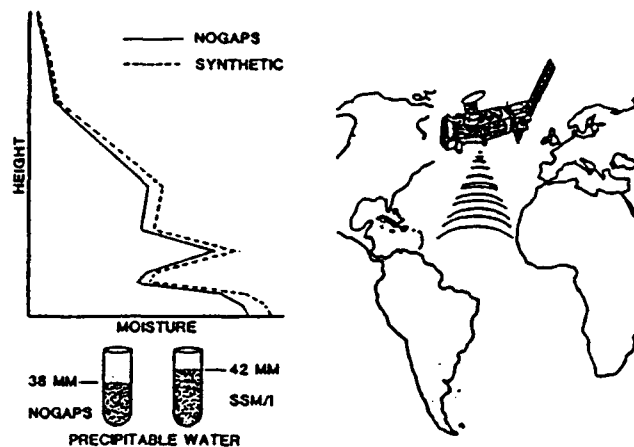 NOGAPS
SYNTHETIC
HEIGHT
MOISTURE
38 MM
42 MM
NOGAPS
SSM/I
PRECIPITABLE WATER